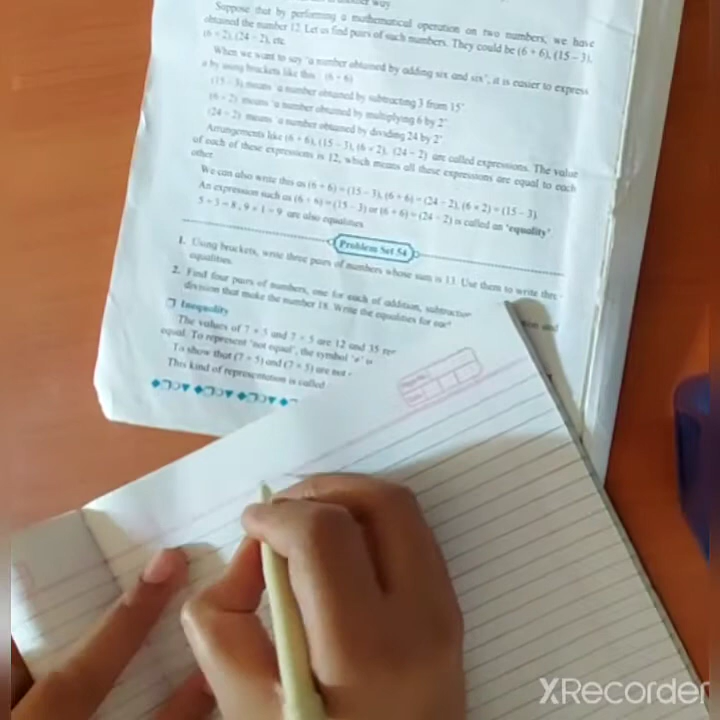 another way
Suppose that by performing a mathematical operation on two numbers, we have
obtained the number 12. Let us find pairs of such numbers. They could be (6 + 6), (15 − 3),
(6 × 2), (24 ÷ 2), etc.
When we want to say 'a number obtained by adding six and six', it is easier to express
it by using brackets like this : (6 + 6)
(15 − 3) means 'a number obtained by subtracting 3 from 15'
(6 × 2) means 'a number obtained by multiplying 6 by 2'
(24 ÷ 2) means 'a number obtained by dividing 24 by 2'
Arrangements like (6 + 6), (15 − 3), (6 × 2), (24 ÷ 2) are called expressions. The value
of each of these expressions is 12, which means all these expressions are equal to each
other.
We can also write this as (6 + 6) = (15 − 3), (6 + 6) = (24 ÷ 2), (6 × 2) = (15 − 3)
An expression such as (6 + 6) = (15 − 3) or (6 + 6) = (24 ÷ 2) is called an 'equality'.
5 + 3 = 8, 9 × 1 = 9 are also equalities.
Problem Set 54
1. Using brackets, write three pairs of numbers whose sum is 13. Use them to write three
equalities.
2. Find four pairs of numbers, one for each of addition, subtraction
and
division that make the number 18. Write the equalities for
Inequality
The values of 7 + 5 and 7 × 5 are 12 and 35
equal. To represent 'not equal', the symbol '≠' is
To show that (7 + 5) and (7 × 5) are not
This kind of representation is called
XRecorder